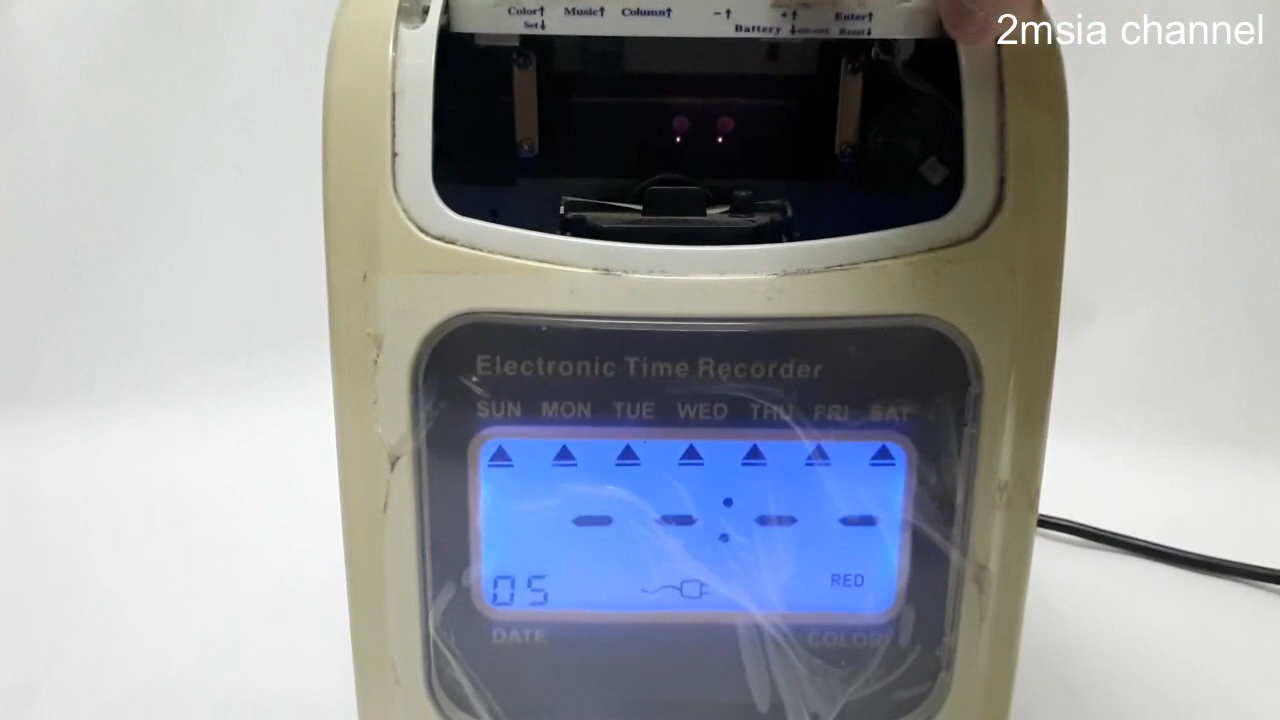 2msia channel
Color↑ Music↑ Column↑ -↑ +↑ Enter↑
Set↓ Battery ↓ Reset↓
Electronic Time Recorder
SUN MON TUE WED THU FRI SAT
- - : - -
05 RED
DATE COLOR